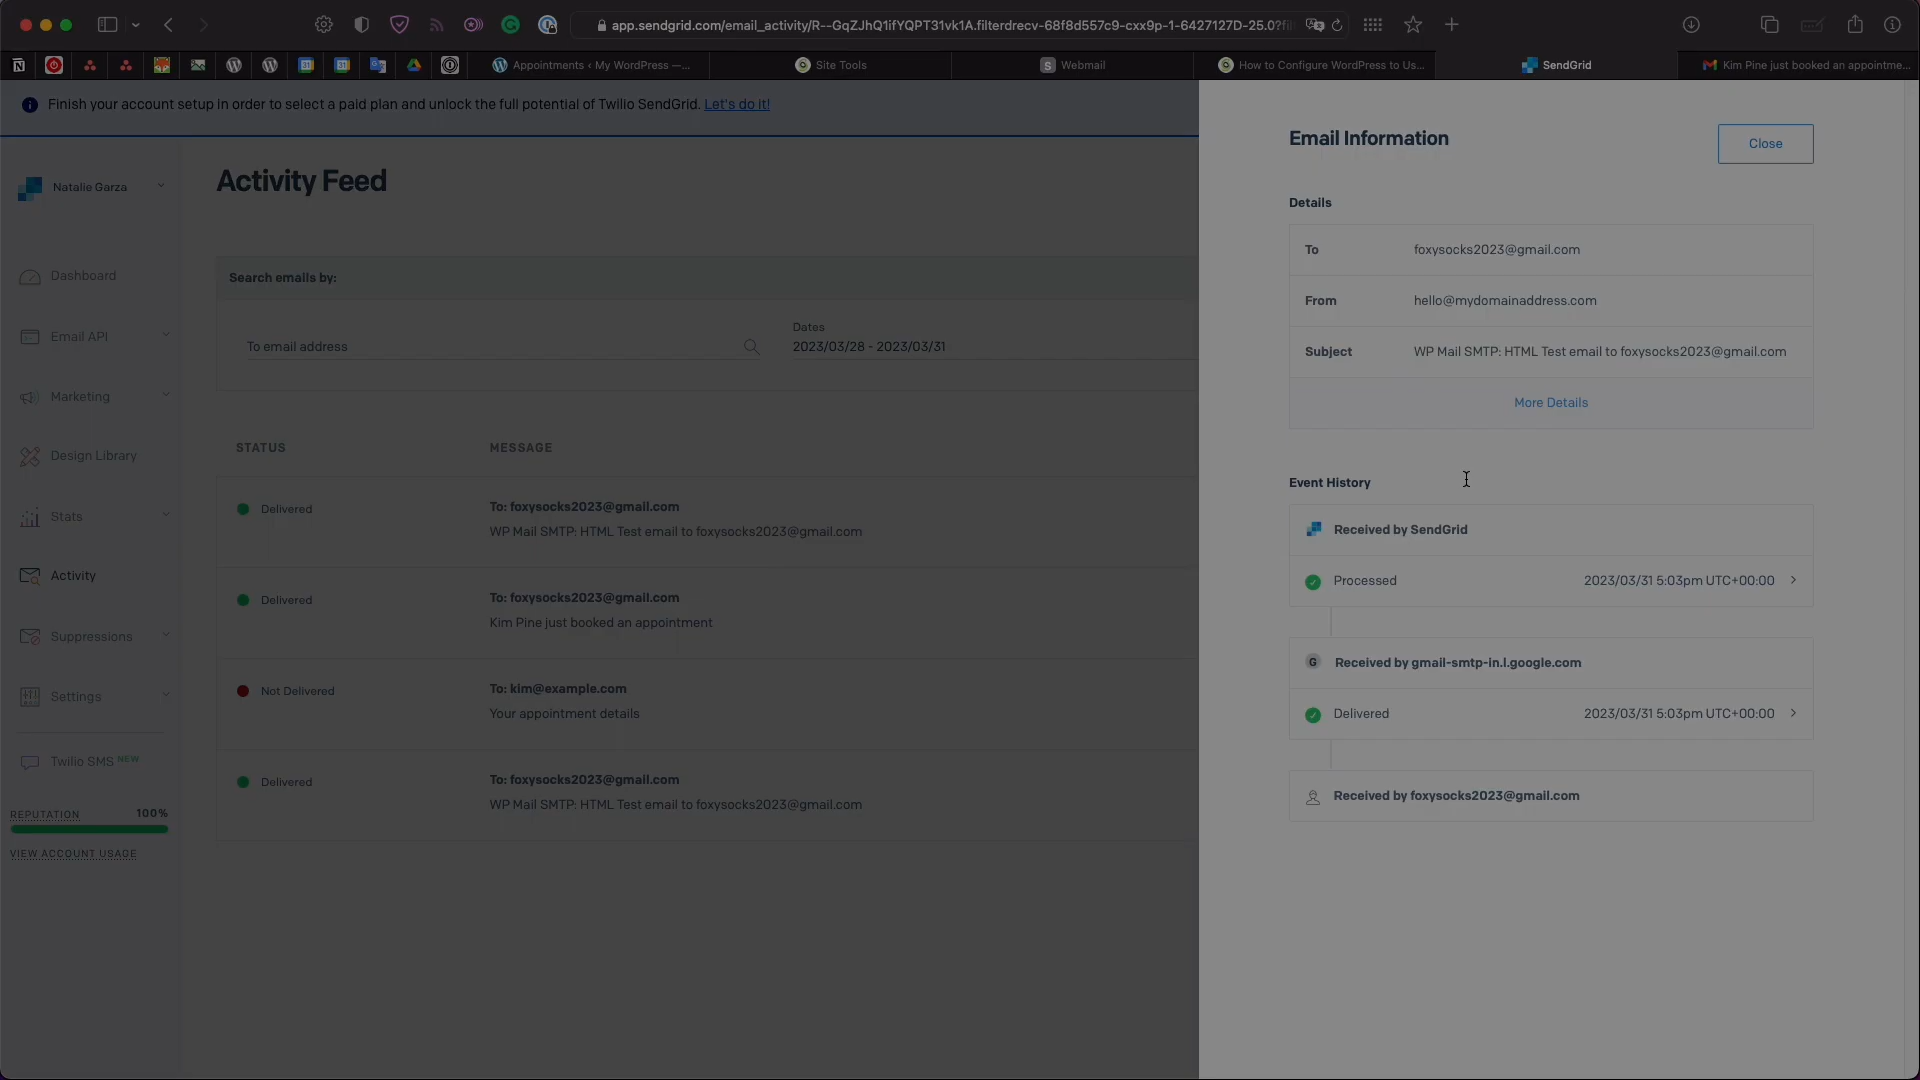 app.sendgrid.com/email_activity/R--GqZJhQ1ifYQPT31vk1A.filterdrecv-68f8d557c9-cxx9p-1-6427127D-25.0?
Appointments ‹ My WordPress —...
Site Tools
Webmail
How to Configure WordPress to Us...
SendGrid
Kim Pine just booked an appointme...
Finish your account setup in order to select a paid plan and unlock the full potential of Twilio SendGrid. Let's do it!
Natalie Garza
Dashboard
Email API
Marketing
Design Library
Stats
Activity
Suppressions
Settings
Twilio SMS NEW
REPUTATION 100%
VIEW ACCOUNT USAGE
Activity Feed
Search emails by:
To email address
Dates
2023/03/28 - 2023/03/31
STATUS MESSAGE
Delivered
To: foxysocks2023@gmail.com
WP Mail SMTP: HTML Test email to foxysocks2023@gmail.com
Delivered
To: foxysocks2023@gmail.com
Kim Pine just booked an appointment
Not Delivered
To: kim@example.com
Your appointment details
Delivered
To: foxysocks2023@gmail.com
WP Mail SMTP: HTML Test email to foxysocks2023@gmail.com
Email Information
Close
Details
To foxysocks2023@gmail.com
From hello@mydomainaddress.com
Subject WP Mail SMTP: HTML Test email to foxysocks2023@gmail.com
More Details
Event History
Received by SendGrid
Processed 2023/03/31 5:03pm UTC+00:00
G Received by gmail-smtp-in.l.google.com
Delivered 2023/03/31 5:03pm UTC+00:00
Received by foxysocks2023@gmail.com